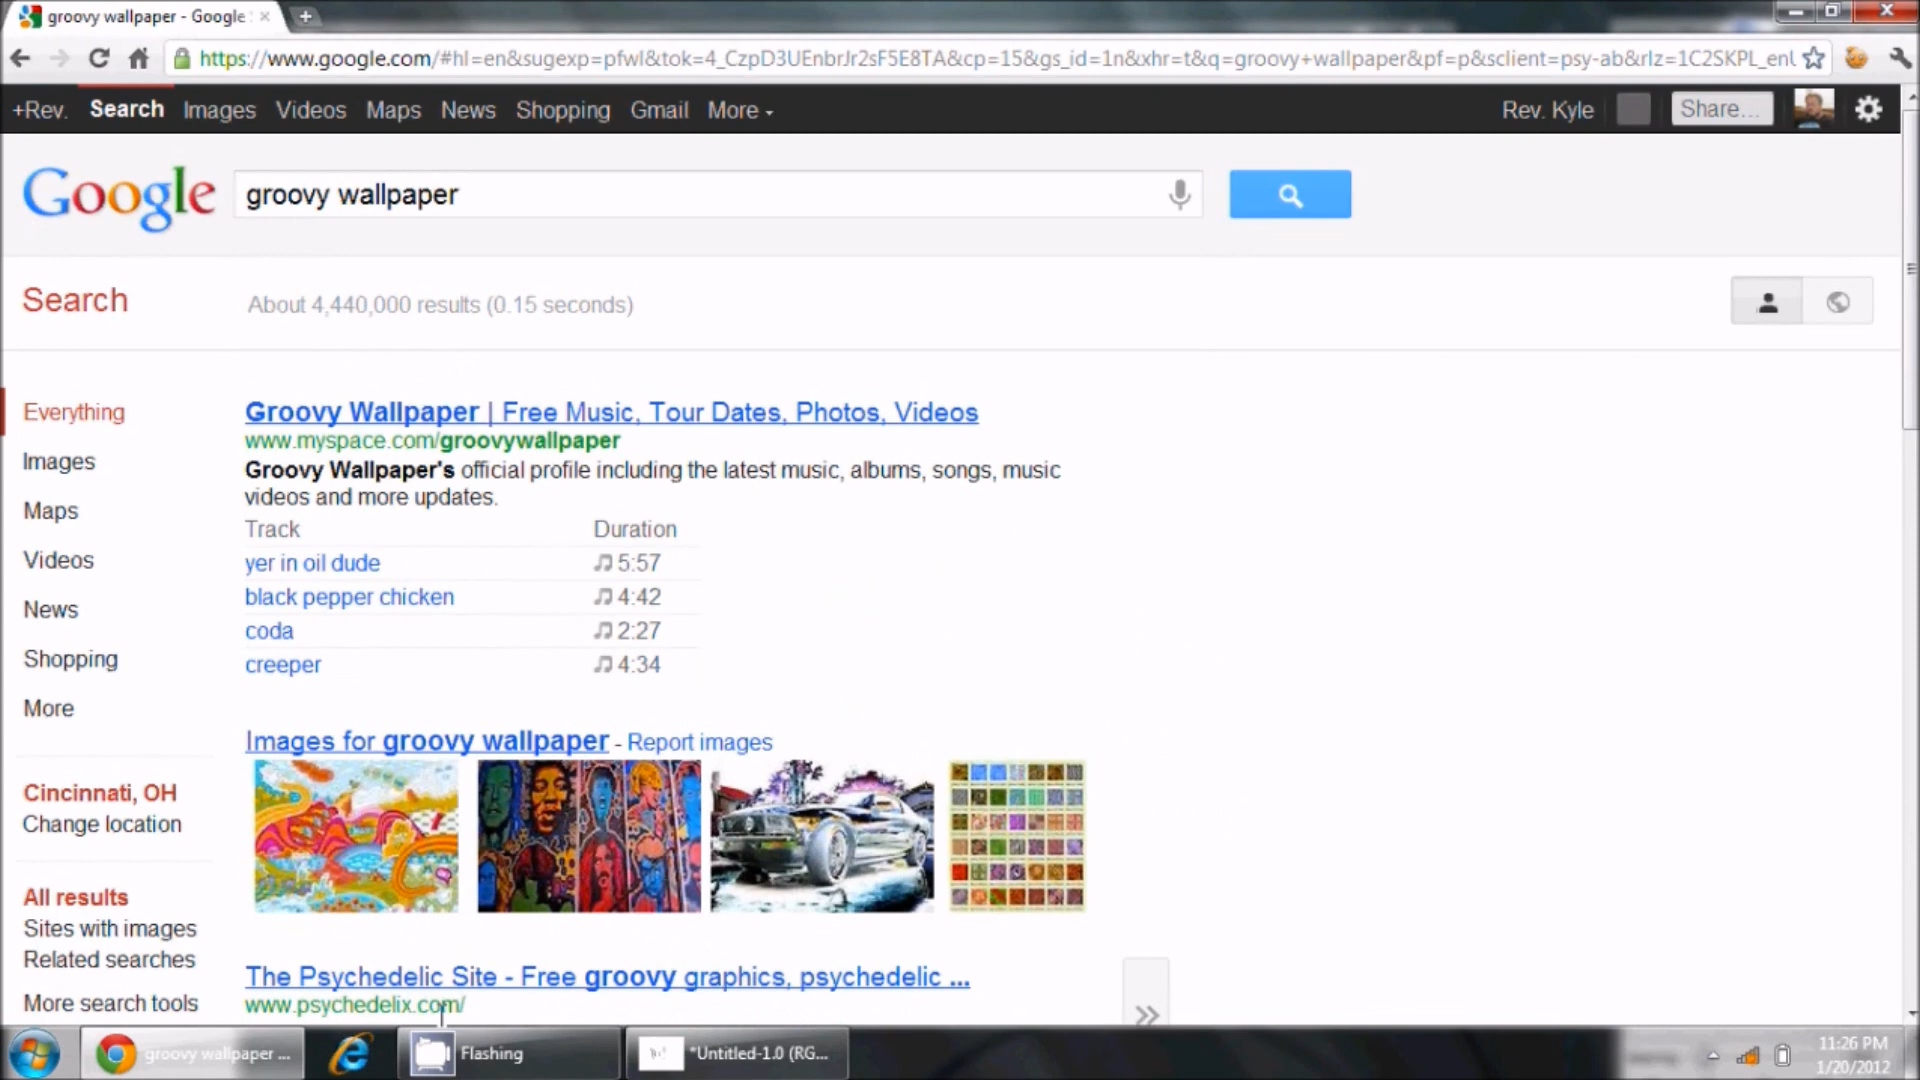 groovy wallpaper - Google
https://www.google.com/#hl=en&sugexp=pfwl&tok=4_CzpD3UEnbrJr2sF5E8TA&cp=15&gs_id=1n&xhr=t&q=groovy+wallpaper&pf=p&sclient=psy-ab&rlz=1C2SKPL_enU
+Rev. Search Images Videos Maps News Shopping Gmail More Rev. Kyle Share...
Google groovy wallpaper
Search About 4,440,000 results (0.15 seconds)
Everything
Images
Maps
Videos
News
Shopping
More
Cincinnati, OH
Change location
All results
Sites with images
Related searches
More search tools
Groovy Wallpaper | Free Music, Tour Dates, Photos, Videos
www.myspace.com/groovywallpaper
Groovy Wallpaper's official profile including the latest music, albums, songs, music
videos and more updates.
Track Duration
yer in oil dude 5:57
black pepper chicken 4:42
coda 2:27
creeper 4:34
Images for groovy wallpaper - Report images
The Psychedelic Site - Free groovy graphics, psychedelic ...
www.psychedelix.com/
groovy wallpaper ... Flashing *Untitled-1.0 (RG...
11:26 PM
1/20/2012